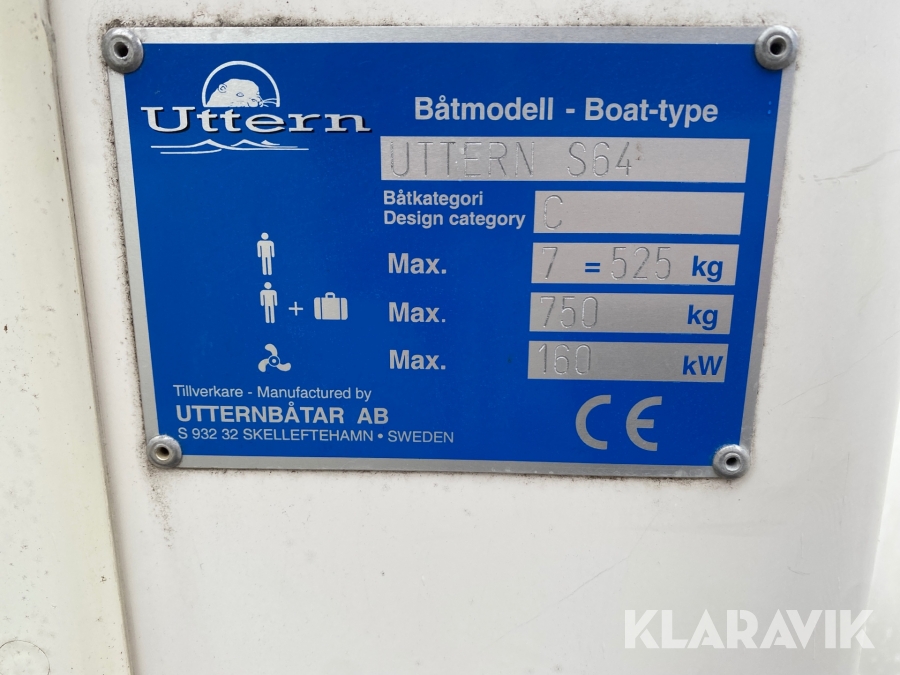 Uttern
Båtmodell - Boat-type
UTTERN S64
Båtkategori
Design category C
Max. 7 = 525 kg
+ Max. 750 kg
Max. 160 kW
Tillverkare - Manufactured by
UTTERNBÅTAR AB
S 932 32 SKELLEFTEHAMN • SWEDEN
CE
KLARAVIK